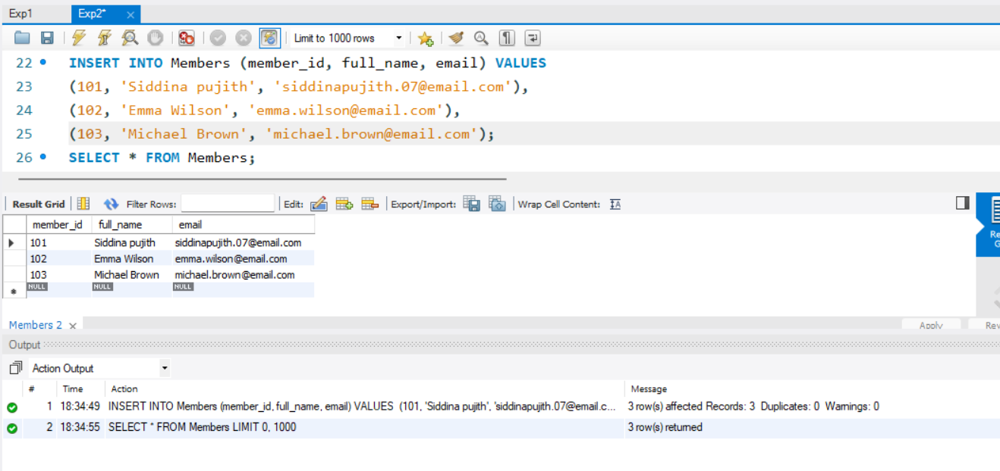 Exp1 Exp2* ×
Limit to 1000 rows
22 INSERT INTO Members (member_id, full_name, email) VALUES
23 (101, 'Siddina pujith', 'siddinapujith.07@email.com'),
24 (102, 'Emma Wilson', 'emma.wilson@email.com'),
25 (103, 'Michael Brown', 'michael.brown@email.com');
26 SELECT * FROM Members;
Result Grid Filter Rows: Edit: Export/Import: Wrap Cell Content: IA
member_id full_name email
101 Siddina pujith siddinapujith.07@email.com
102 Emma Wilson emma.wilson@email.com
103 Michael Brown michael.brown@email.com
NULL NULL NULL
Members 2 × Apply Rev
Output
Action Output
# Time Action Message
1 18:34:49 INSERT INTO Members (member_id, full_name, email) VALUES (101, 'Siddina pujith', 'siddinapujith.07@email.c... 3 row(s) affected Records: 3 Duplicates: 0 Warnings: 0
2 18:34:55 SELECT * FROM Members LIMIT 0, 1000 3 row(s) returned